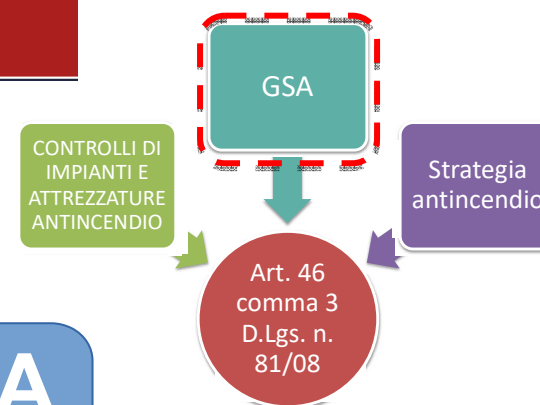 GSA
CONTROLLI DI
IMPIANTI E
ATTREZZATURE
ANTINCENDIO
Strategia
antincendio
Art. 46
comma 3
D.Lgs. n.
81/08
A